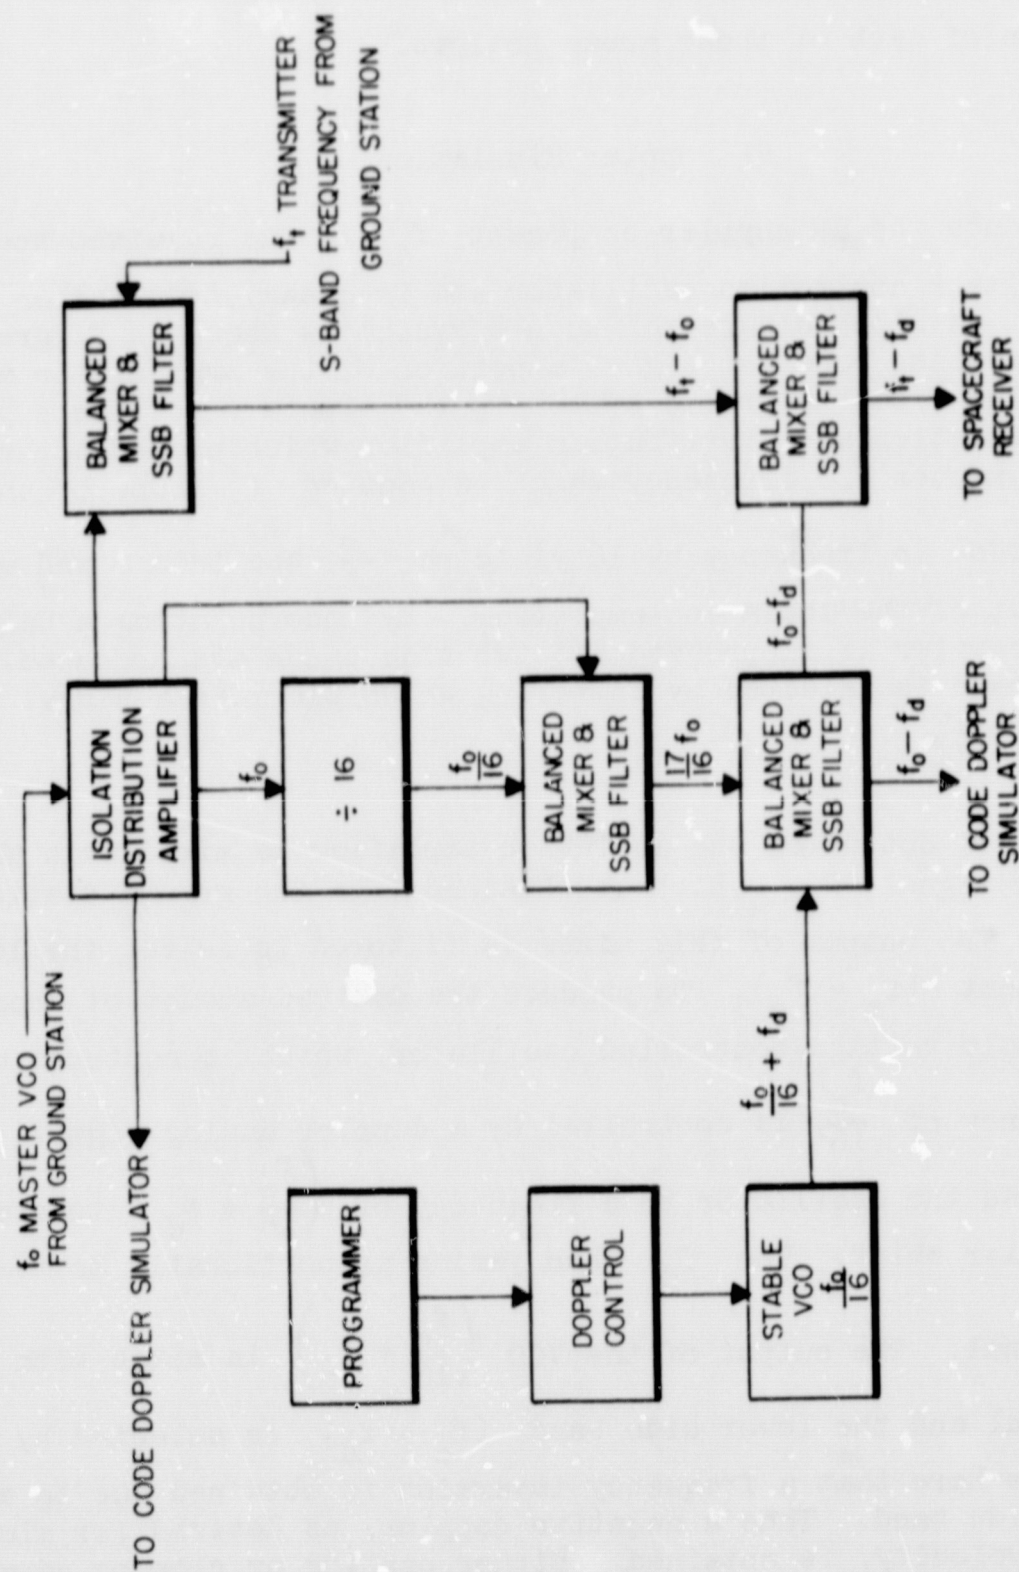 f₀ MASTER VCO
FROM GROUND STATION
TO CODE DOPPLER SIMULATOR
ISOLATION
DISTRIBUTION
AMPLIFIER
BALANCED
MIXER &
SSB FILTER
fₜ TRANSMITTER
S-BAND FREQUENCY FROM
GROUND STATION
f₀
÷ 16
f₀/16
BALANCED
MIXER &
SSB FILTER
17/16 f₀
fₜ − f₀
PROGRAMMER
DOPPLER
CONTROL
STABLE
VCO
f₀/16
f₀/16 + f_d
BALANCED
MIXER &
SSB FILTER
f₀−f_d
BALANCED
MIXER &
SSB FILTER
f₀−f_d
TO CODE DOPPLER
SIMULATOR
fₜ−f_d
TO SPACECRAFT
RECEIVER